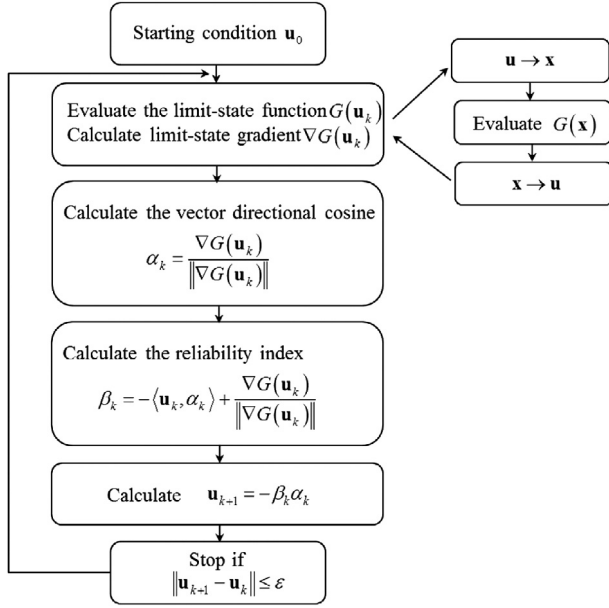 Starting condition u₀
Evaluate the limit-state function G(uₖ)
Calculate limit-state gradient ∇G(uₖ)
u → x
Evaluate G(x)
x → u
Calculate the vector directional cosine
αₖ = ∇G(uₖ) / ‖∇G(uₖ)‖
Calculate the reliability index
βₖ = −⟨uₖ, αₖ⟩ + ∇G(uₖ) / ‖∇G(uₖ)‖
Calculate uₖ₊₁ = −βₖαₖ
Stop if
‖uₖ₊₁ − uₖ‖ ≤ ε